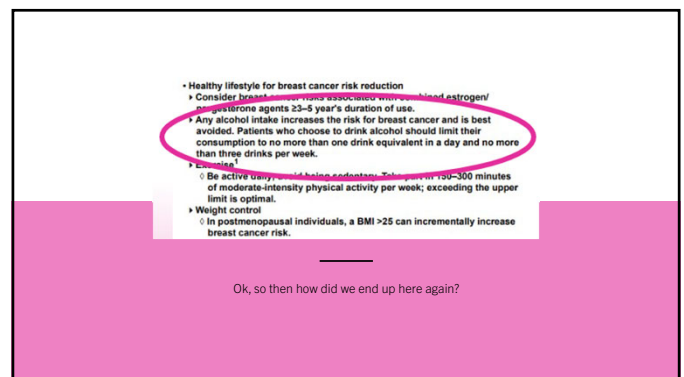 • Healthy lifestyle for breast cancer risk reduction
‣ Consider breast cancer risks associated with combined estrogen/
progesterone agents ≥3–5 year's duration of use.
‣ Any alcohol intake increases the risk for breast cancer and is best
avoided. Patients who choose to drink alcohol should limit their
consumption to no more than one drink equivalent in a day and no more
than three drinks per week.
‣ Exercise¹
◊ Be active daily; avoid being sedentary. Take part in 150–300 minutes
of moderate-intensity physical activity per week; exceeding the upper
limit is optimal.
‣ Weight control
◊ In postmenopausal individuals, a BMI >25 can incrementally increase
breast cancer risk.
Ok, so then how did we end up here again?